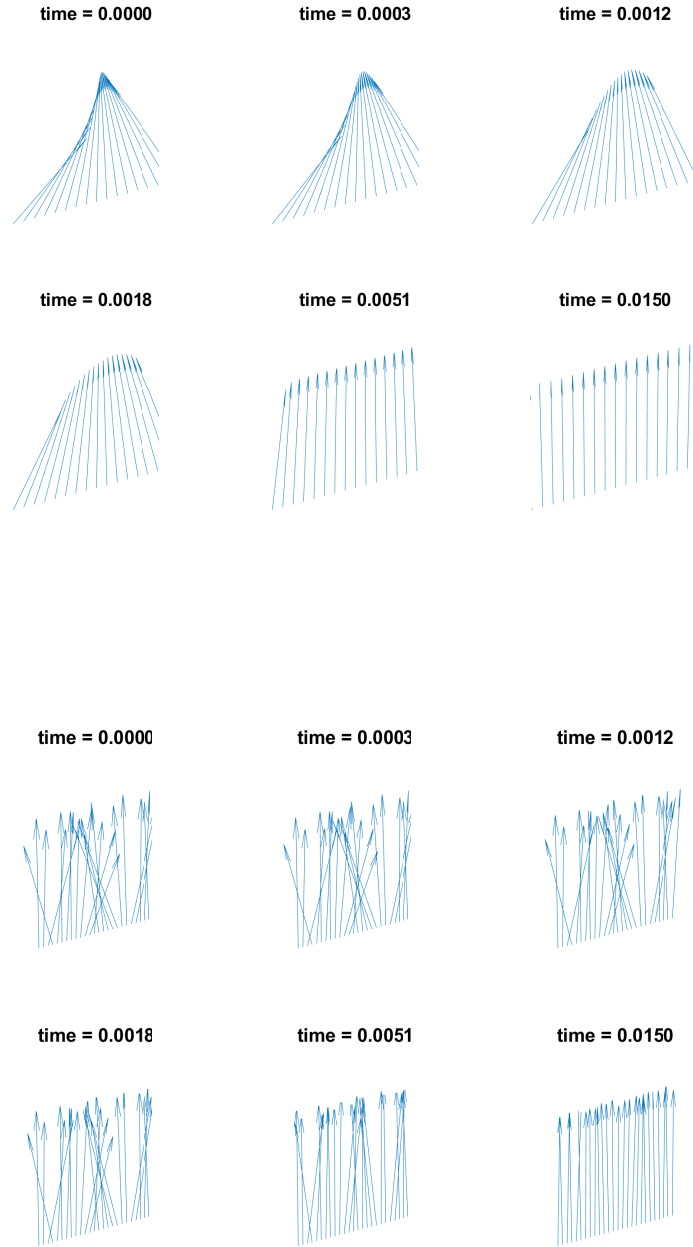 time = 0.0000 time = 0.0003 time = 0.0012
time = 0.0018 time = 0.0051 time = 0.0150
time = 0.0000 time = 0.0003 time = 0.0012
time = 0.0018 time = 0.0051 time = 0.0150